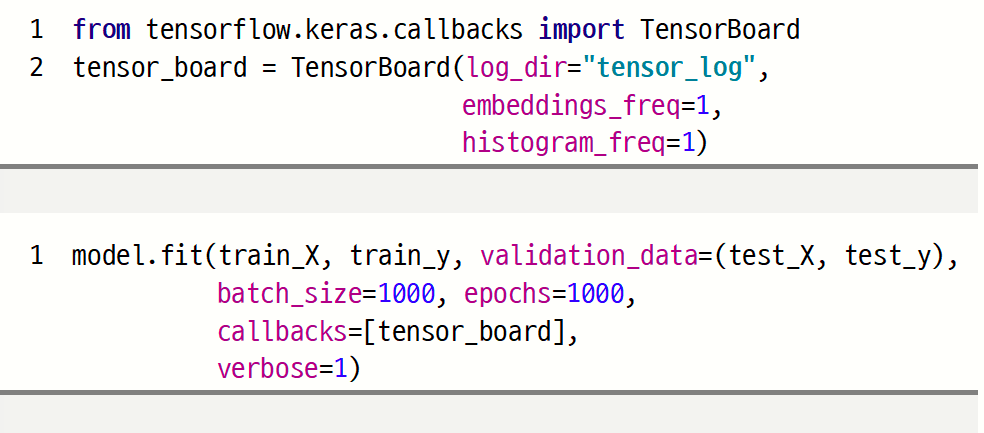 1 from tensorflow.keras.callbacks import TensorBoard
2 tensor_board = TensorBoard(log_dir="tensor_log",
embeddings_freq=1,
histogram_freq=1)
1 model.fit(train_X, train_y, validation_data=(test_X, test_y),
batch_size=1000, epochs=1000,
callbacks=[tensor_board],
verbose=1)